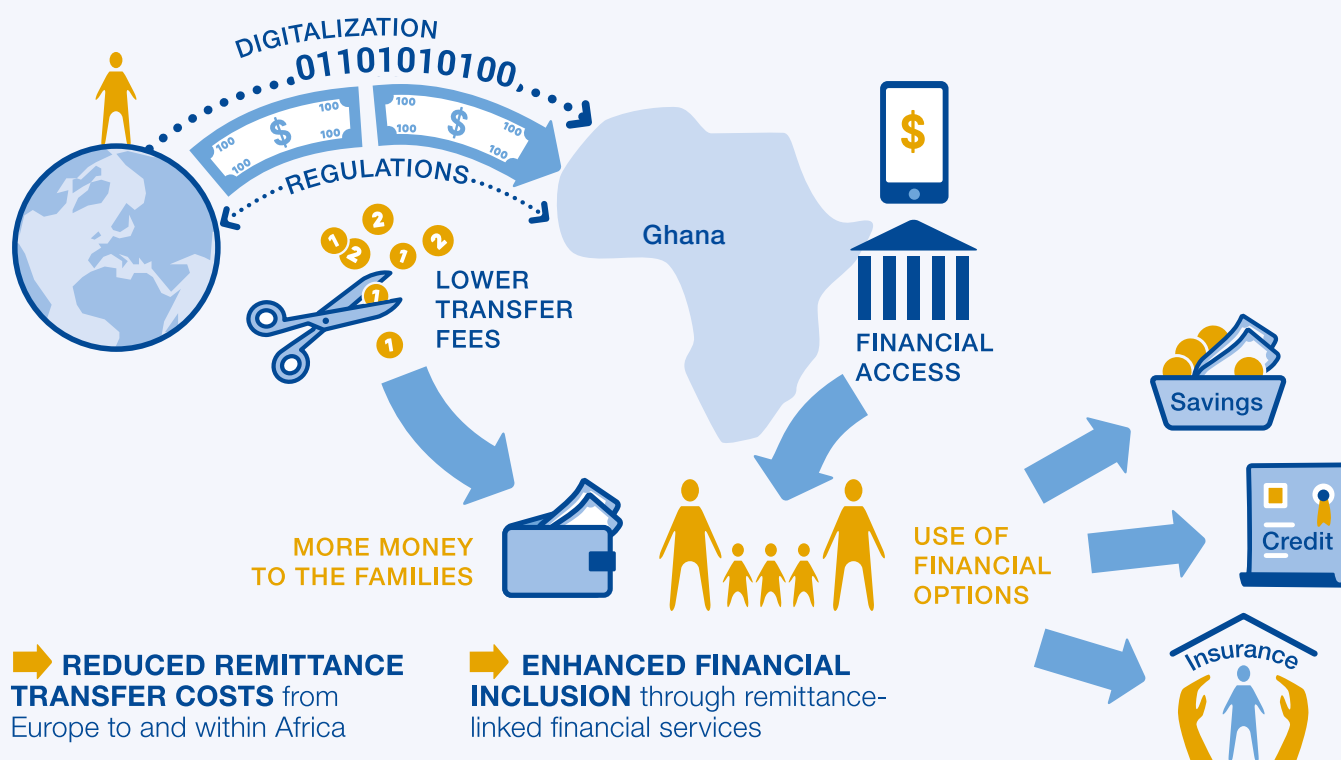 DIGITALIZATION
01101010100
100 $ 100
100 100
100 $ 100
100
REGULATIONS
2
1 2 1 2
1
1
LOWER
TRANSFER
FEES
Ghana
$
FINANCIAL
ACCESS
Savings
Credit
Insurance
MORE MONEY
TO THE FAMILIES
USE OF
FINANCIAL
OPTIONS
REDUCED REMITTANCE
TRANSFER COSTS from
Europe to and within Africa
ENHANCED FINANCIAL
INCLUSION through remittance-
linked financial services